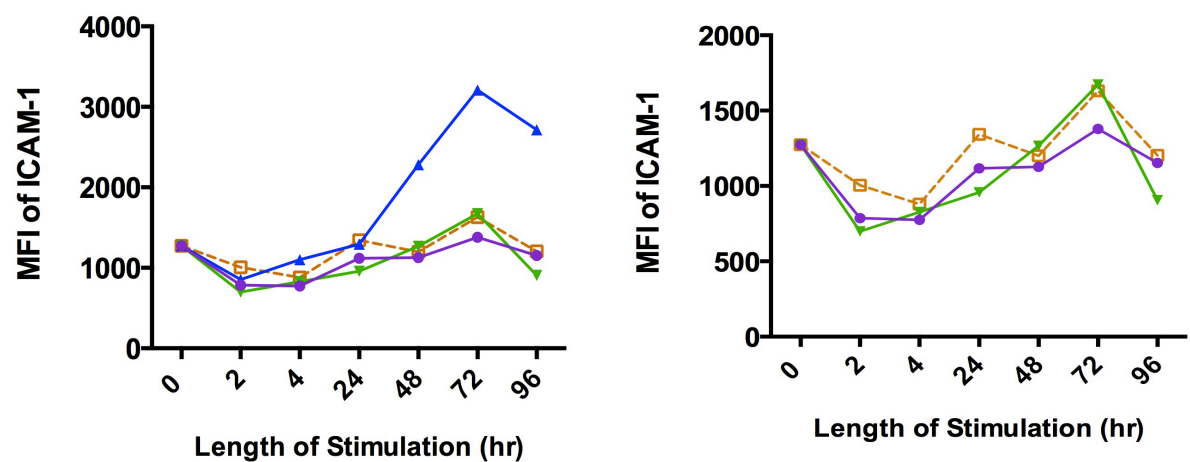 4000
3000
2000
1000
0
MFI of ICAM-1
0 2 4 24 48 72 96
Length of Stimulation (hr)
2000
1500
1000
500
0
MFI of ICAM-1
0 2 4 24 48 72 96
Length of Stimulation (hr)